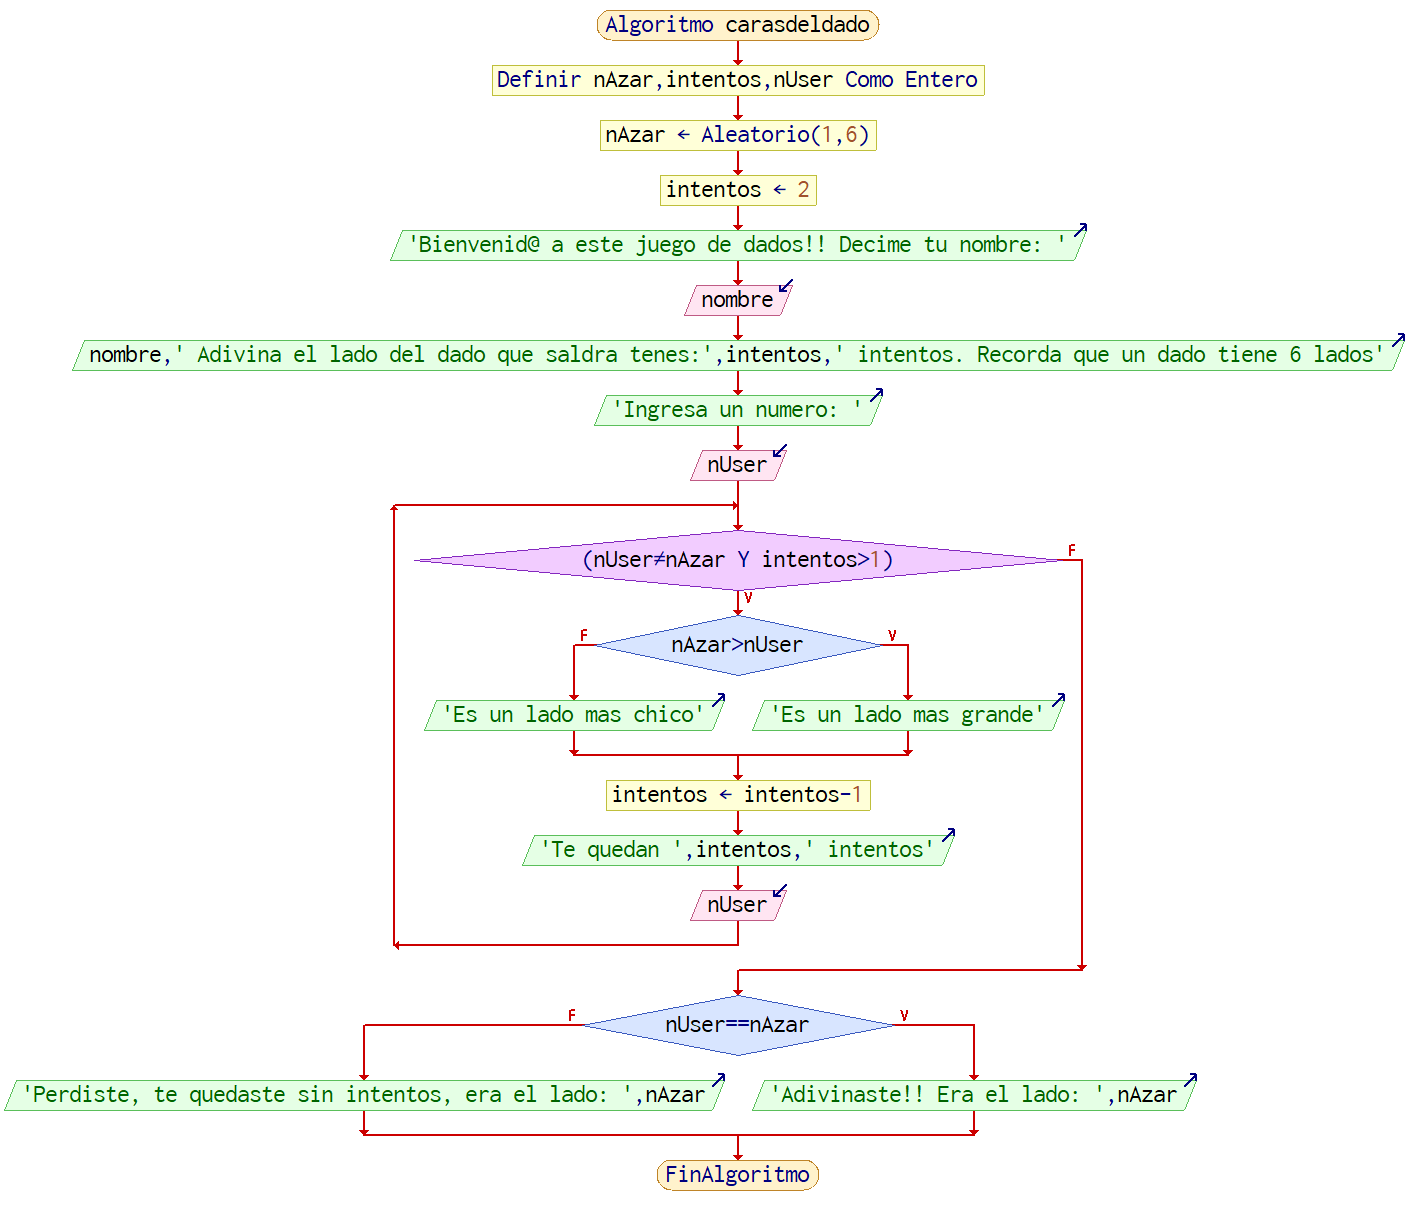 Algoritmo carasdeldado
Definir nAzar,intentos,nUser Como Entero
nAzar ← Aleatorio(1,6)
intentos ← 2
'Bienvenid@ a este juego de dados!! Decime tu nombre: '
nombre
nombre,' Adivina el lado del dado que saldra tenes:',intentos,' intentos. Recorda que un dado tiene 6 lados'
'Ingresa un numero: '
nUser
(nUser≠nAzar Y intentos>1)
F
V
nAzar>nUser
F
V
'Es un lado mas chico'
'Es un lado mas grande'
intentos ← intentos-1
'Te quedan ',intentos,' intentos'
nUser
nUser==nAzar
F
V
'Perdiste, te quedaste sin intentos, era el lado: ',nAzar
'Adivinaste!! Era el lado: ',nAzar
FinAlgoritmo